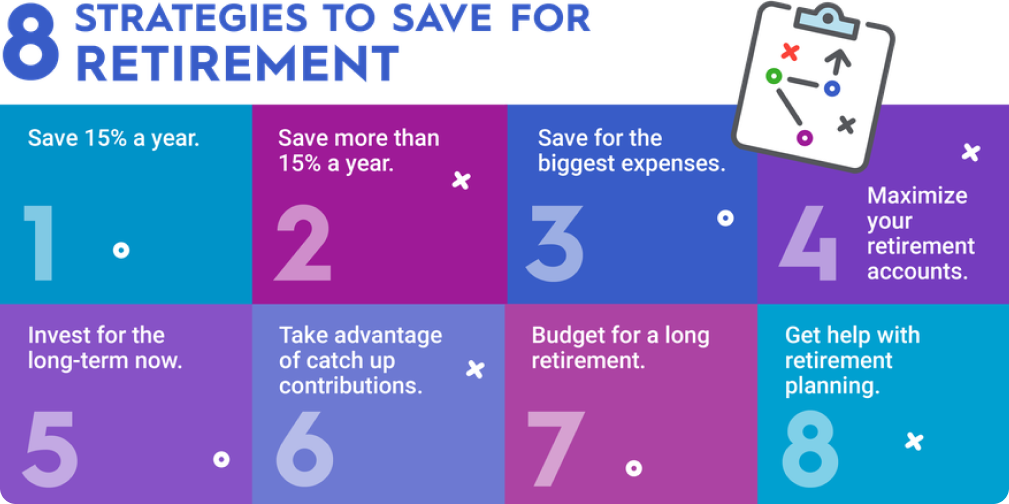 8 STRATEGIES TO SAVE FOR
RETIREMENT
Save 15% a year.
1
Save more than
15% a year.
2
Save for the
biggest expenses.
3
Maximize
your
retirement
accounts.
4
Invest for the
long-term now.
5
Take advantage
of catch up
contributions.
6
Budget for a long
retirement.
7
Get help with
retirement
planning.
8